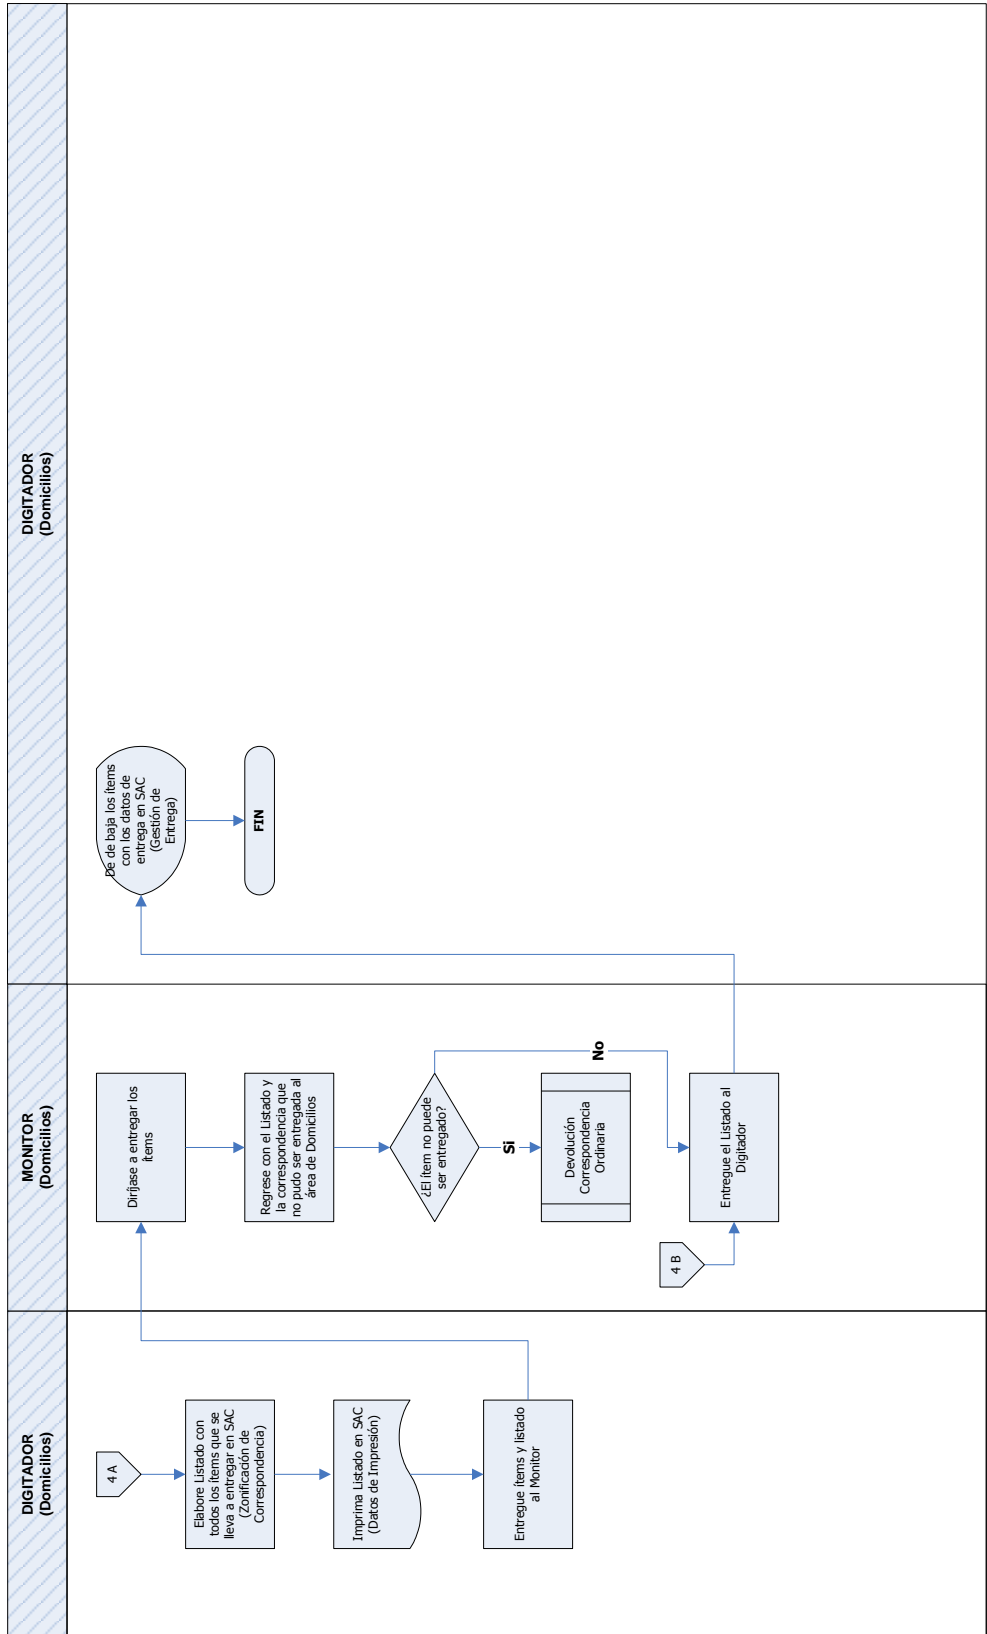 DIGITADOR
(Domicilios)
4 A
Elabore Listado con
todos los ítems que se
lleva a entregar en SAC
(Zonificación de
Correspondencia)
Imprima Listado en SAC
(Datos de Impresión)
Entregue ítems y listado
al Monitor
MONITOR
(Domicilios)
Diríjase a entregar los
ítems
Regrese con el Listado y
la correspondencia que
no pudo ser entregada al
área de Domicilios
¿El ítem no puede
ser entregado?
Si
No
Devolución
Correspondencia
Ordinaria
4 B
Entregue el Listado al
Digitador
DIGITADOR
(Domicilios)
De de baja los ítems
con los datos de
entrega en SAC
(Gestión de
Entrega)
FIN